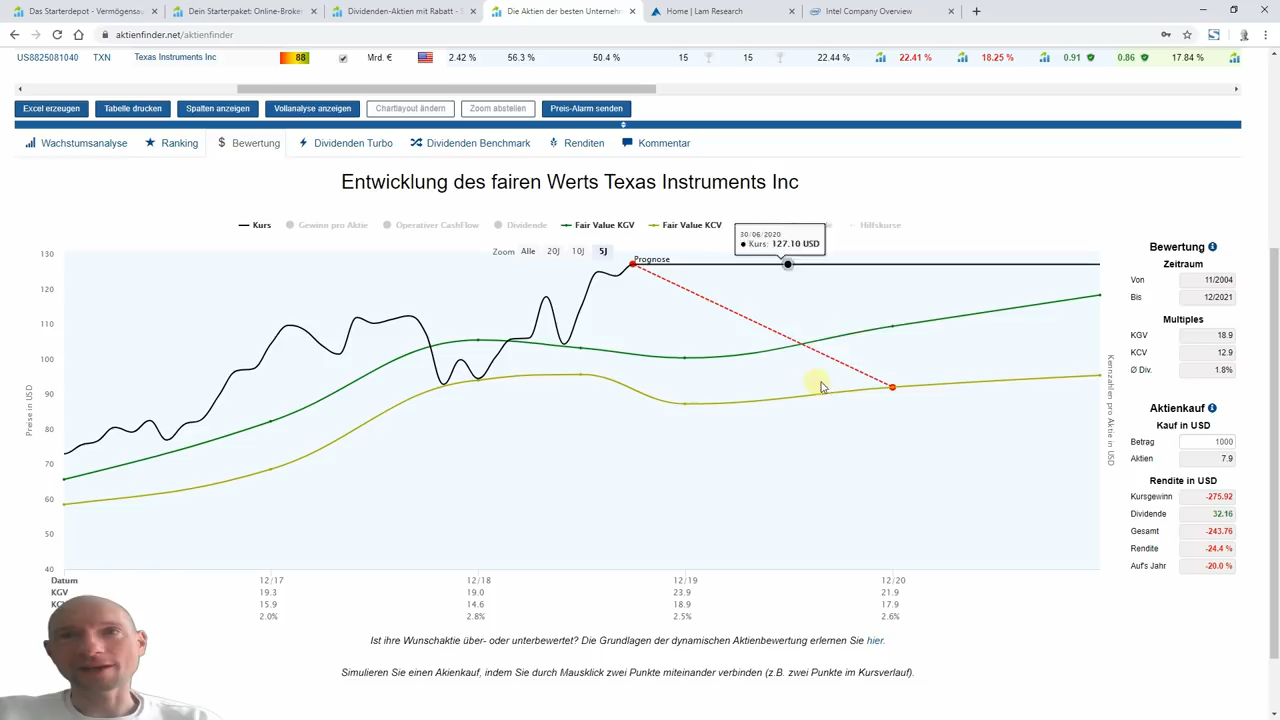 Das Starterdepot - Vermögensau
Dein Starterpaket: Online-Broker
Dividenden-Aktien mit Rabatt - S
Die Aktien der besten Unternehm
Home | Lam Research
Intel Company Overview
aktienfinder.net/aktienfinder
US8825081040 TXN Texas Instruments Inc 88 Mrd. € 2.42 % 56.3 % 50.4 % 15 15 22.44 % 22.41 % 18.25 % 0.91 0.86 17.84 %
Excel erzeugen Tabelle drucken Spalten anzeigen Vollanalyse anzeigen Chartlayout ändern Zoom abstellen Preis-Alarm senden
Wachstumsanalyse Ranking $ Bewertung Dividenden Turbo Dividenden Benchmark Renditen Kommentar
Entwicklung des fairen Werts Texas Instruments Inc
Kurs Gewinn pro Aktie Operativer CashFlow Dividende Fair Value KGV Fair Value KCV Hilfskurse
30/06/2020
Kurs: 127.10 USD
Zoom Alle 20J 10J 5J
Prognose
130
120
110
100
90
80
70
60
50
40
Preise in USD
Kennzahlen pro Aktie in USD
Datum 12/17 12/18 12/19 12/20
KGV 19.3 19.0 23.9 21.9
15.9 14.6 18.9 17.9
2.0% 2.8% 2.5% 2.6%
Bewertung
Zeitraum
Von 11/2004
Bis 12/2021
Multiples
KGV 18.9
KCV 12.9
Ø Div. 1.8%
Aktienkauf
Kauf in USD
Betrag 1000
Aktien 7.9
Rendite in USD
Kursgewinn -275.92
Dividende 32.16
Gesamt -243.76
Rendite -24.4 %
Auf's Jahr -20.0 %
Ist ihre Wunschaktie über- oder unterbewertet? Die Grundlagen der dynamischen Aktienbewertung erlernen Sie hier.
Simulieren Sie einen Akienkauf, indem Sie durch Mausklick zwei Punkte miteinander verbinden (z.B. zwei Punkte im Kursverlauf).